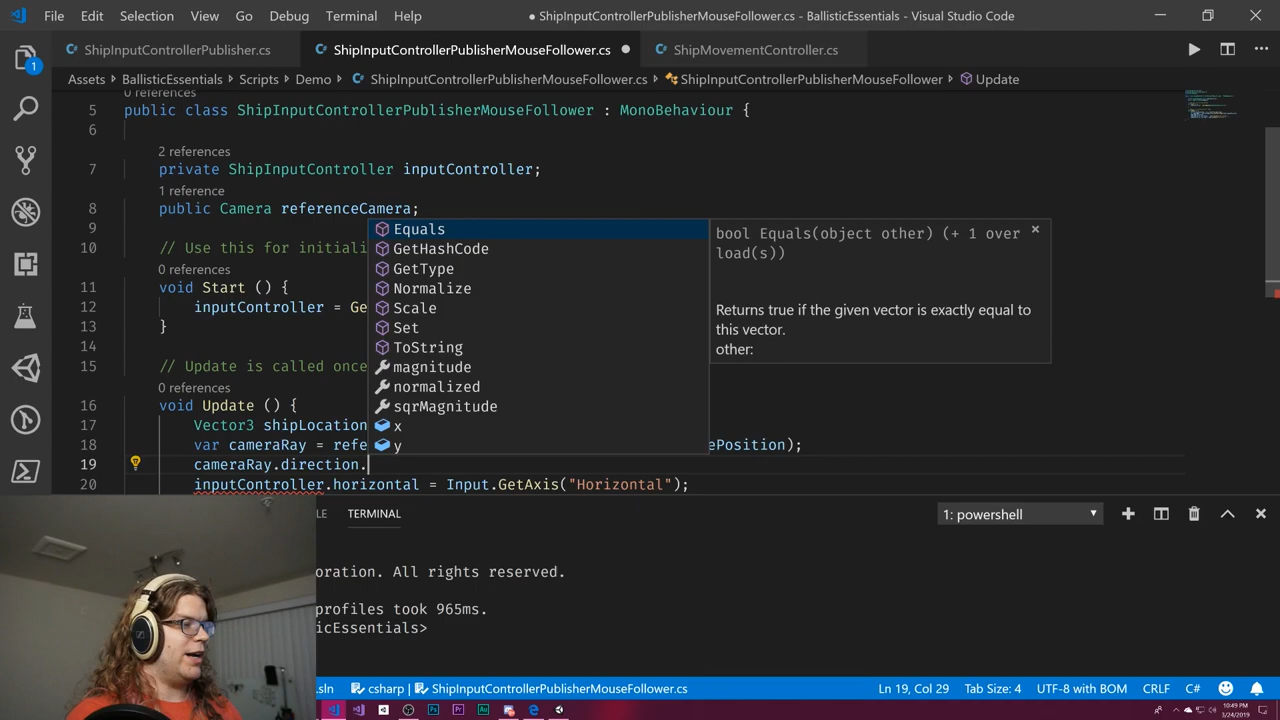 File Edit Selection View Go Debug Terminal Help
● ShipInputControllerPublisherMouseFollower.cs - BallisticEssentials - Visual Studio Code
ShipInputControllerPublisher.cs
ShipInputControllerPublisherMouseFollower.cs
ShipMovementController.cs
1
Assets > BallisticEssentials > Scripts > Demo > ShipInputControllerPublisherMouseFollower.cs > ShipInputControllerPublisherMouseFollower > Update
0 references
5 public class ShipInputControllerPublisherMouseFollower : MonoBehaviour {
6
2 references
7 private ShipInputController inputController;
1 reference
8 public Camera referenceCamera;
9
10 // Use this for initiali
0 references
11 void Start () {
12 inputController = Ge
13 }
14
15 // Update is called once
0 references
16 void Update () {
17 Vector3 shipLocation
18 var cameraRay = refe ePosition);
19 cameraRay.direction.
20 inputController.horizontal = Input.GetAxis("Horizontal");
Equals
GetHashCode
GetType
Normalize
Scale
Set
ToString
magnitude
normalized
sqrMagnitude
x
y
bool Equals(object other) (+ 1 over
load(s))
Returns true if the given vector is exactly equal to
this vector.
other:
LE TERMINAL
1: powershell
oration. All rights reserved.
profiles took 965ms.
icEssentials>
.sln csharp | ShipInputControllerPublisherMouseFollower.cs
Ln 19, Col 29 Tab Size: 4 UTF-8 with BOM CRLF C#
10:49 PM
3/24/2019